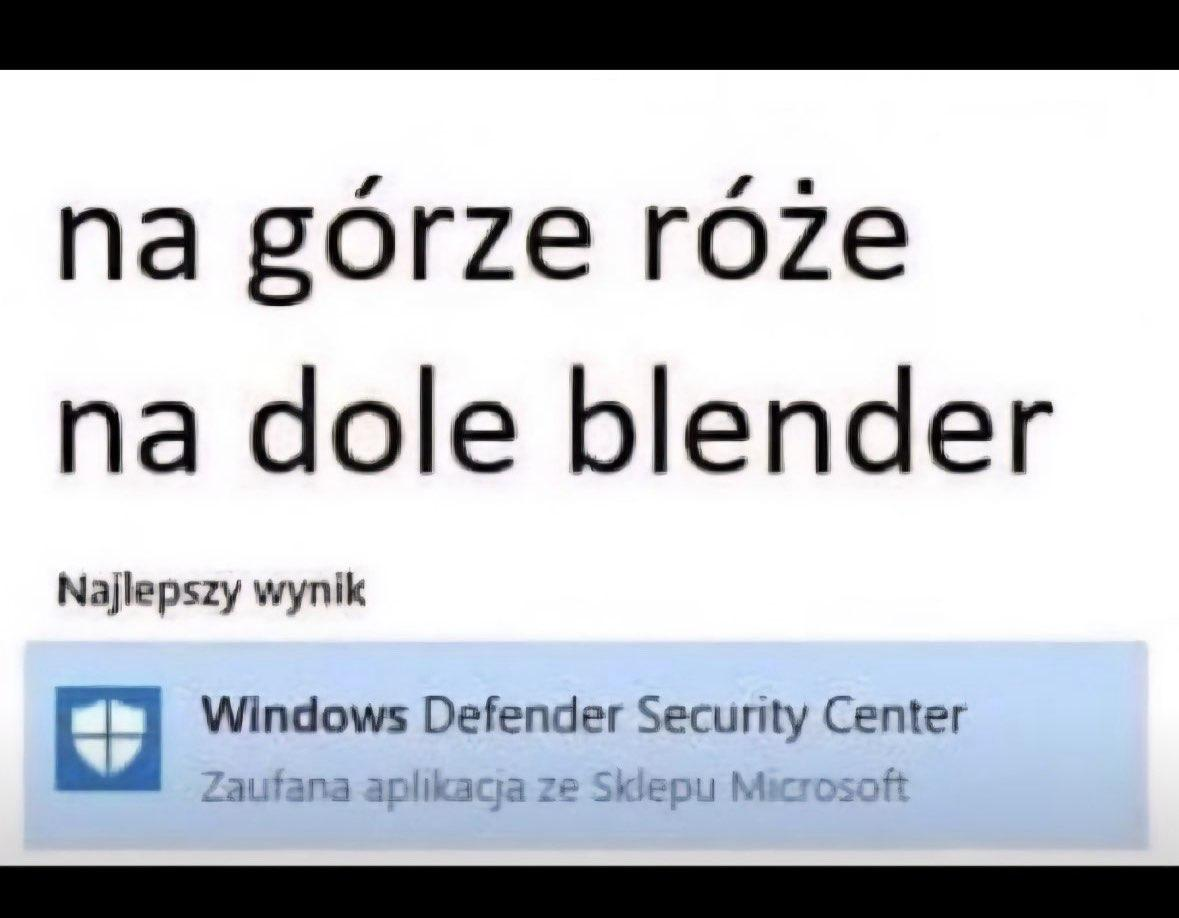 na górze róże
na dole blender
Najlepszy wynik
Windows Defender Security Center
Zaufana aplikacja ze Sklepu Microsoft